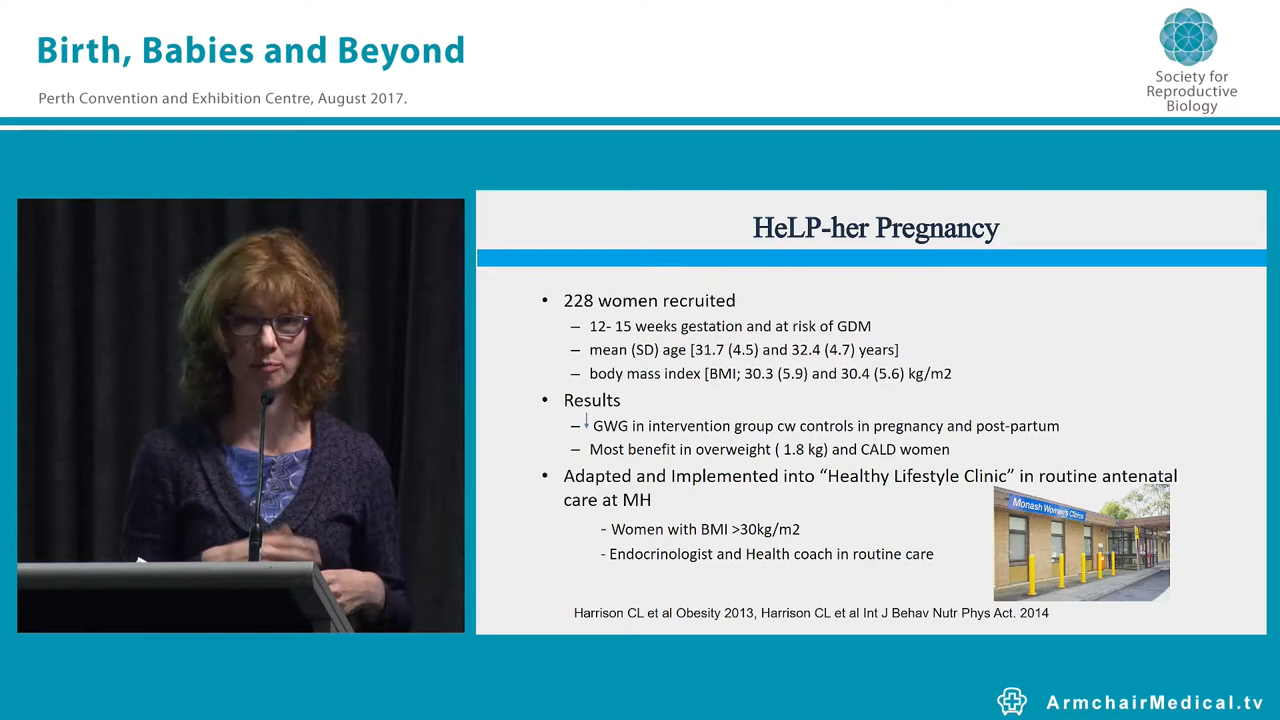 Birth, Babies and Beyond
Perth Convention and Exhibition Centre, August 2017.
Society for
Reproductive
Biology
HeLP-her Pregnancy
• 228 women recruited
– 12- 15 weeks gestation and at risk of GDM
– mean (SD) age [31.7 (4.5) and 32.4 (4.7) years]
– body mass index [BMI; 30.3 (5.9) and 30.4 (5.6) kg/m2
• Results
–↓ GWG in intervention group cw controls in pregnancy and post-partum
– Most benefit in overweight ( 1.8 kg) and CALD women
• Adapted and Implemented into “Healthy Lifestyle Clinic” in routine antenatal
care at MH
Monash Women's Clinics
- Women with BMI >30kg/m2
- Endocrinologist and Health coach in routine care
Harrison CL et al Obesity 2013, Harrison CL et al Int J Behav Nutr Phys Act. 2014
ArmchairMedical.tv